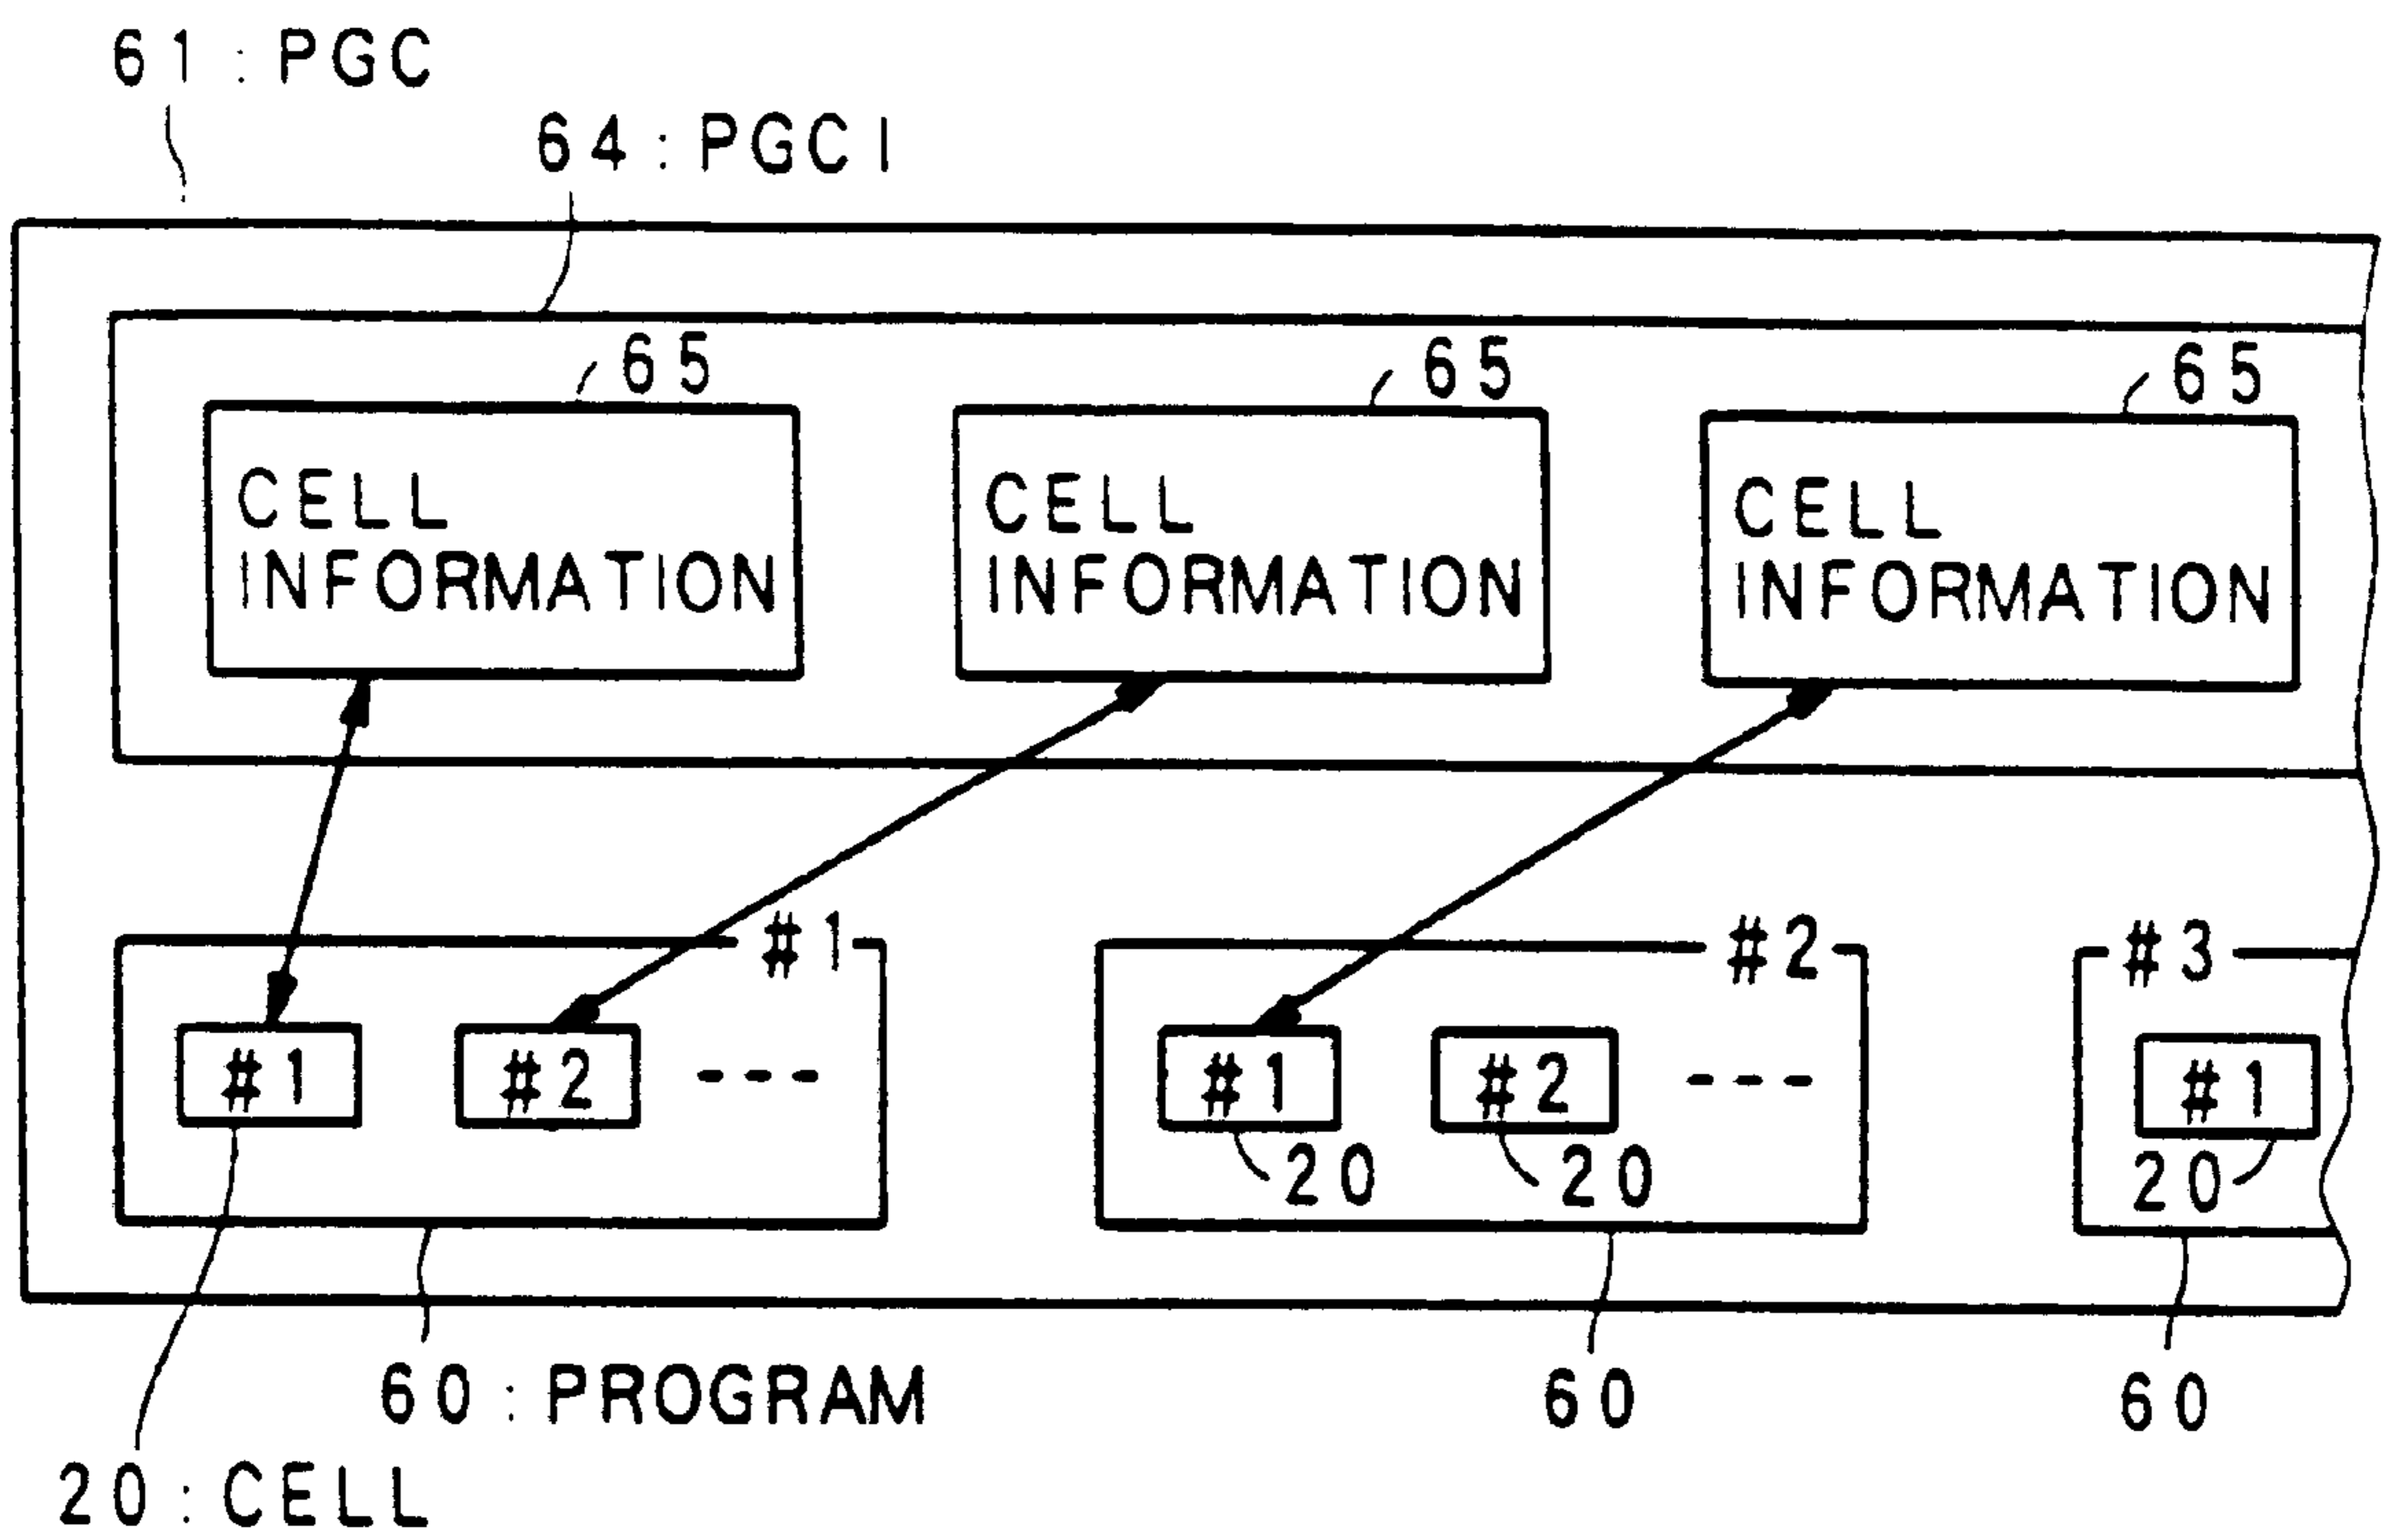 61 : PGC
64 : PGCI
65 65 65
CELL INFORMATION
CELL INFORMATION
CELL INFORMATION
#1 #2 #3
#1 #2 --- #1 #2 --- #1
20 20 20
60 : PROGRAM 60 60
20 : CELL